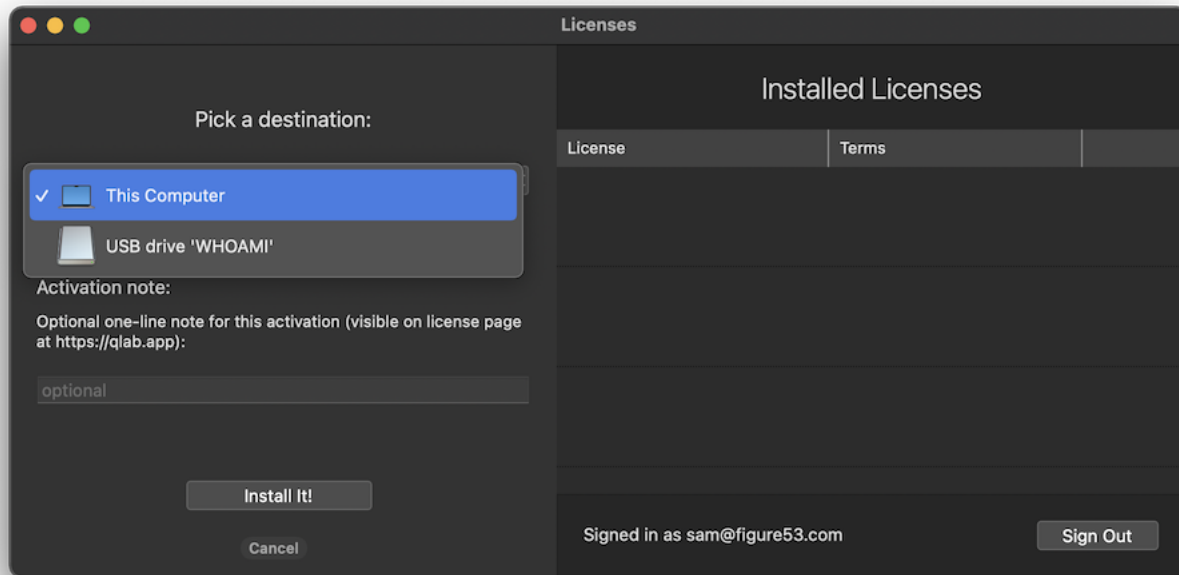 Licenses
Pick a destination:
This Computer
USB drive 'WHOAMI'
Activation note:
Optional one-line note for this activation (visible on license page
at https://qlab.app):
optional
Install It!
Cancel
Installed Licenses
License
Terms
Signed in as sam@figure53.com
Sign Out